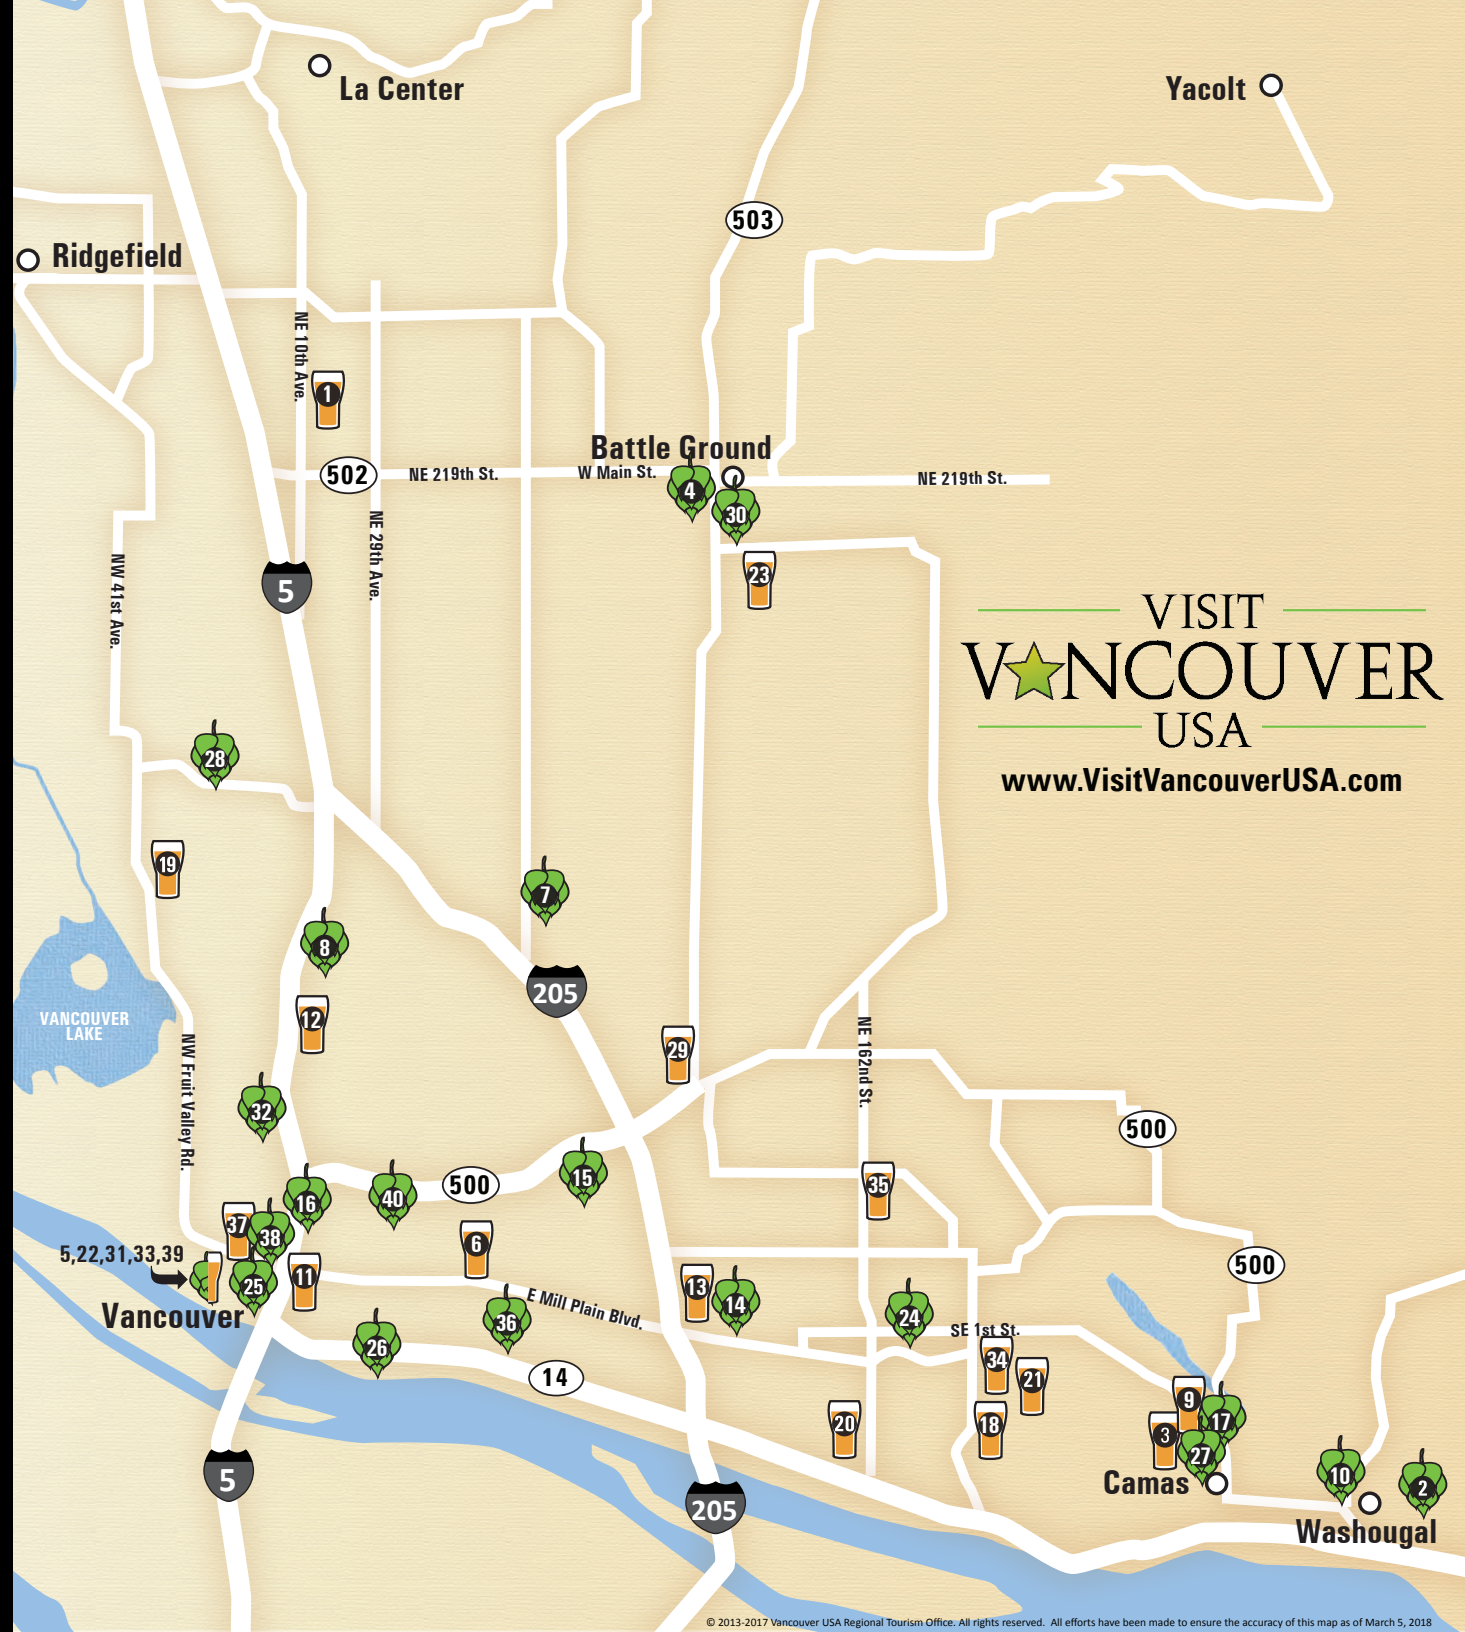 La Center
Yacolt
503
Ridgefield
NE 10th Ave.
1
Battle Ground
502
NE 219th St.
W Main St.
NE 219th St.
4
30
NE 29th Ave.
NW 41st Ave.
5
23
VISIT
VANCOUVER
USA
www.VisitVancouverUSA.com
28
19
7
8
205
VANCOUVER
LAKE
12
29
NE 162nd St.
NW Fruit Valley Rd.
32
500
15
40
500
16
35
37
38
6
5,22,31,33,39
25
11
13
14
500
Vancouver
E Mill Plain Blvd.
36
24
SE 1st St.
26
14
34
21
9
17
20
18
3
27
5
Camas
10
2
205
Washougal
© 2013-2017 Vancouver USA Regional Tourism Office. All rights reserved. All efforts have been made to ensure the accuracy of this map as of March 5, 2018